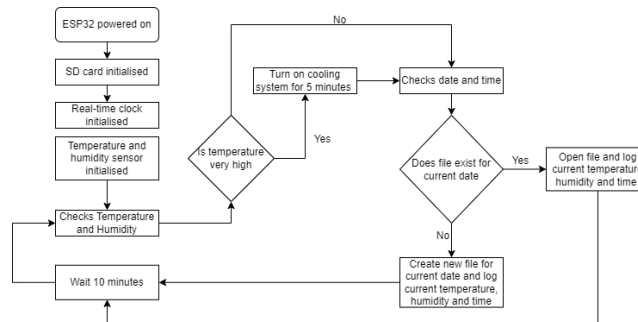 ESP32 powered on
SD card initialised
Real-time clock
initialised
Temperature and
humidity sensor
initialised
Checks Temperature
and Humidity
Wait 10 minutes
Is temperature
very high
No
Yes
Turn on cooling
system for 5 minutes
Checks date and time
Does file exist for
current date
Yes
Open file and log
current temperature
humidity and time
No
Create new file for
current date and log
current temperature,
humidity and time